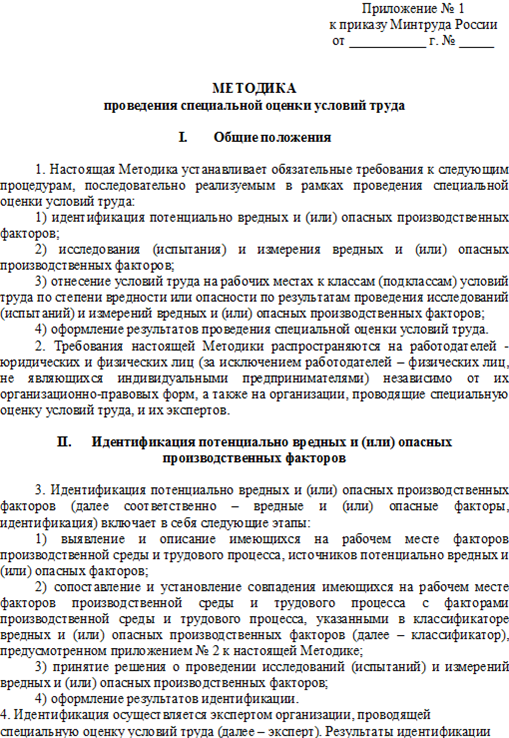 Приложение № 1
к приказу Минтруда России
от ____________ г. № _____
МЕТОДИКА
проведения специальной оценки условий труда
I. Общие положения
1. Настоящая Методика устанавливает обязательные требования к следующим
процедурам, последовательно реализуемым в рамках проведения специальной
оценки условий труда:
1) идентификация потенциально вредных и (или) опасных производственных
факторов;
2) исследования (испытания) и измерения вредных и (или) опасных
производственных факторов;
3) отнесение условий труда на рабочих местах к классам (подклассам) условий
труда по степени вредности или опасности по результатам проведения исследований
(испытаний) и измерений вредных и (или) опасных производственных факторов;
4) оформление результатов проведения специальной оценки условий труда.
2. Требования настоящей Методики распространяются на работодателей -
юридических и физических лиц (за исключением работодателей – физических лиц,
не являющихся индивидуальными предпринимателями) независимо от их
организационно-правовых форм, а также на организации, проводящие специальную
оценку условий труда, и их экспертов.
II. Идентификация потенциально вредных и (или) опасных
производственных факторов
3. Идентификация потенциально вредных и (или) опасных производственных
факторов (далее соответственно – вредные и (или) опасные факторы,
идентификация) включает в себя следующие этапы:
1) выявление и описание имеющихся на рабочем месте факторов
производственной среды и трудового процесса, источников потенциально вредных и
(или) опасных факторов;
2) сопоставление и установление совпадения имеющихся на рабочем месте
факторов производственной среды и трудового процесса с факторами
производственной среды и трудового процесса, указанными в классификаторе
вредных и (или) опасных производственных факторов (далее – классификатор),
предусмотренном приложением № 2 к настоящей Методике;
3) принятие решения о проведении исследований (испытаний) и измерений
вредных и (или) опасных производственных факторов;
4) оформление результатов идентификации.
4. Идентификация осуществляется экспертом организации, проводящей
специальную оценку условий труда (далее – эксперт). Результаты идентификации